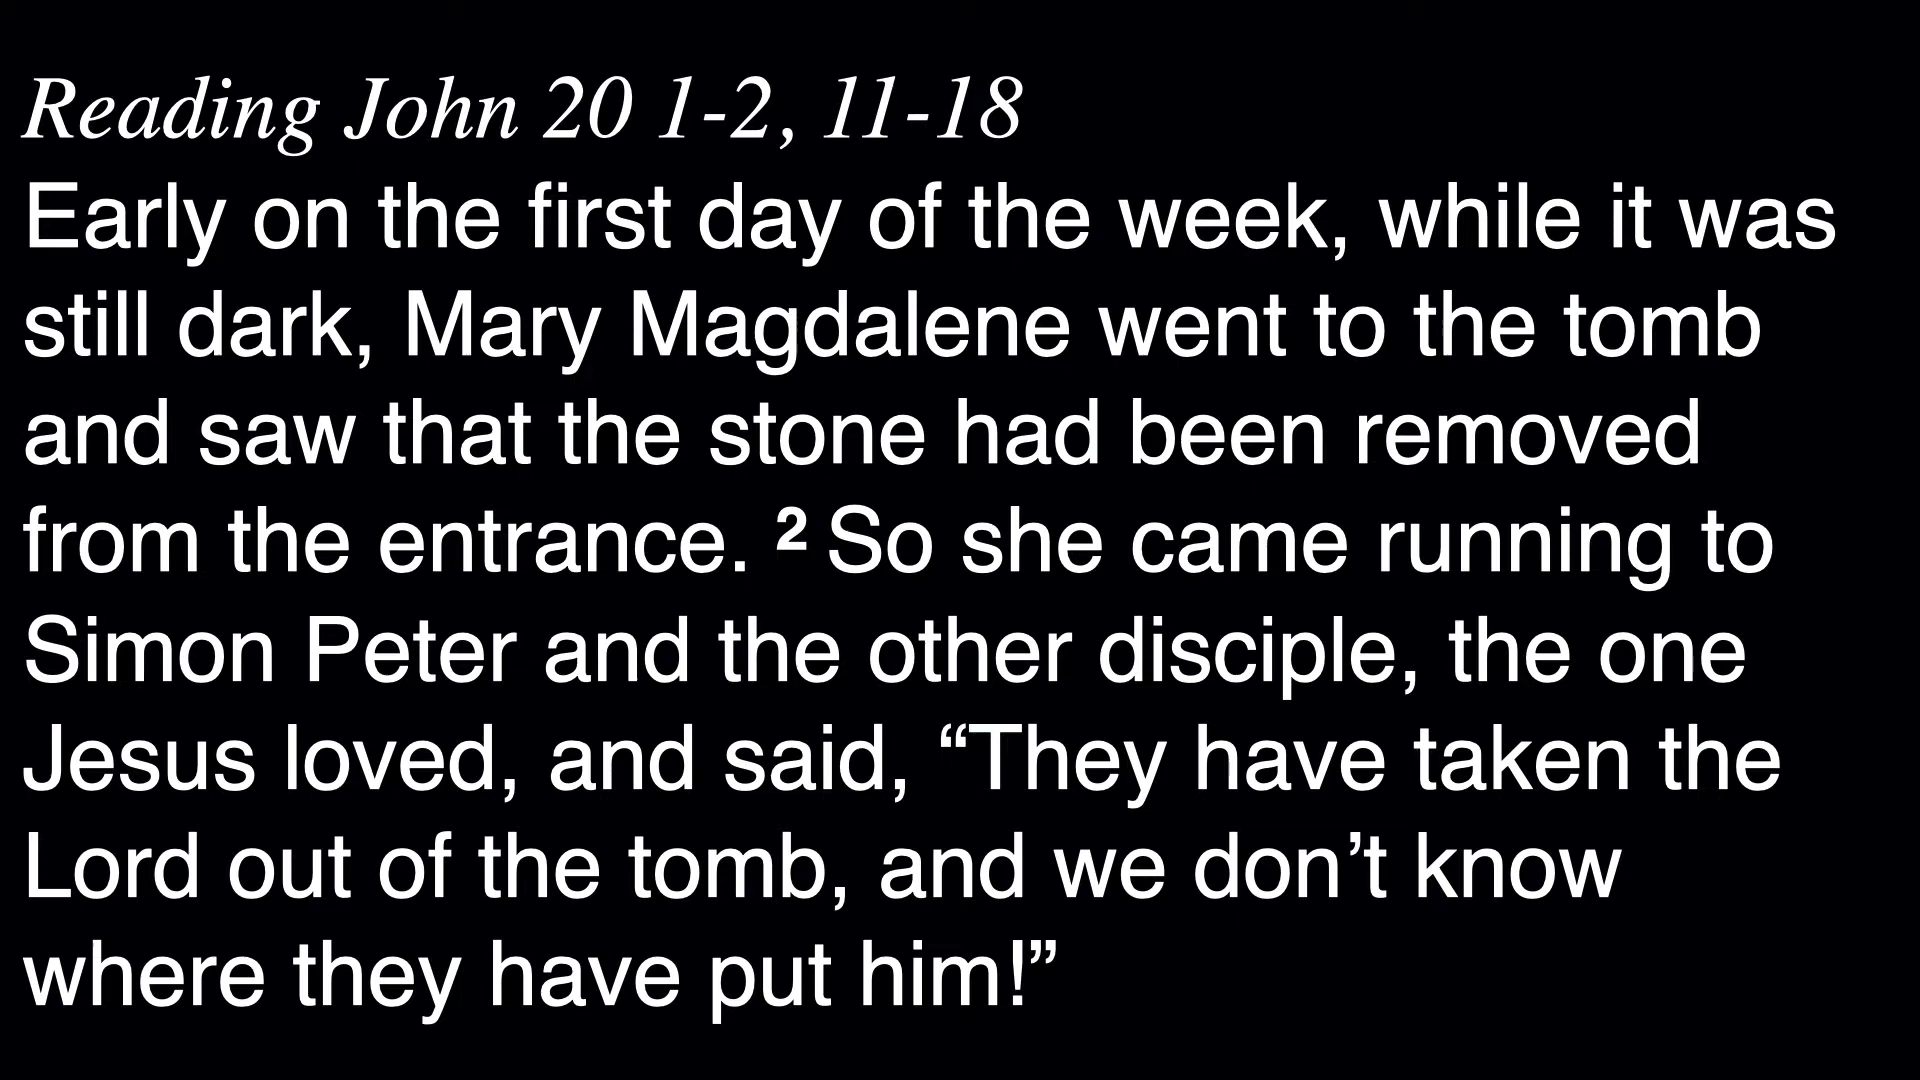 Reading John 20 1-2, 11-18
Early on the first day of the week, while it was
still dark, Mary Magdalene went to the tomb
and saw that the stone had been removed
from the entrance. ² So she came running to
Simon Peter and the other disciple, the one
Jesus loved, and said, “They have taken the
Lord out of the tomb, and we don’t know
where they have put him!”